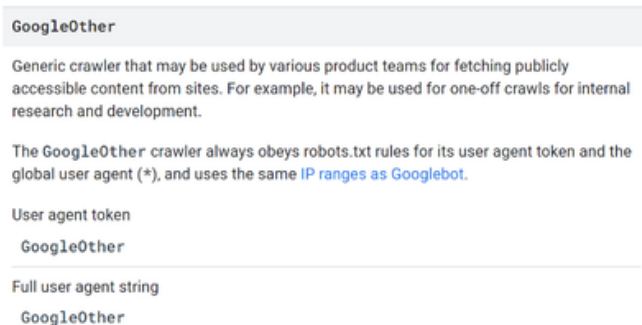 GoogleOther
Generic crawler that may be used by various product teams for fetching publicly
accessible content from sites. For example, it may be used for one-off crawls for internal
research and development.
The GoogleOther crawler always obeys robots.txt rules for its user agent token and the
global user agent (*), and uses the same IP ranges as Googlebot.
User agent token
GoogleOther
Full user agent string
GoogleOther